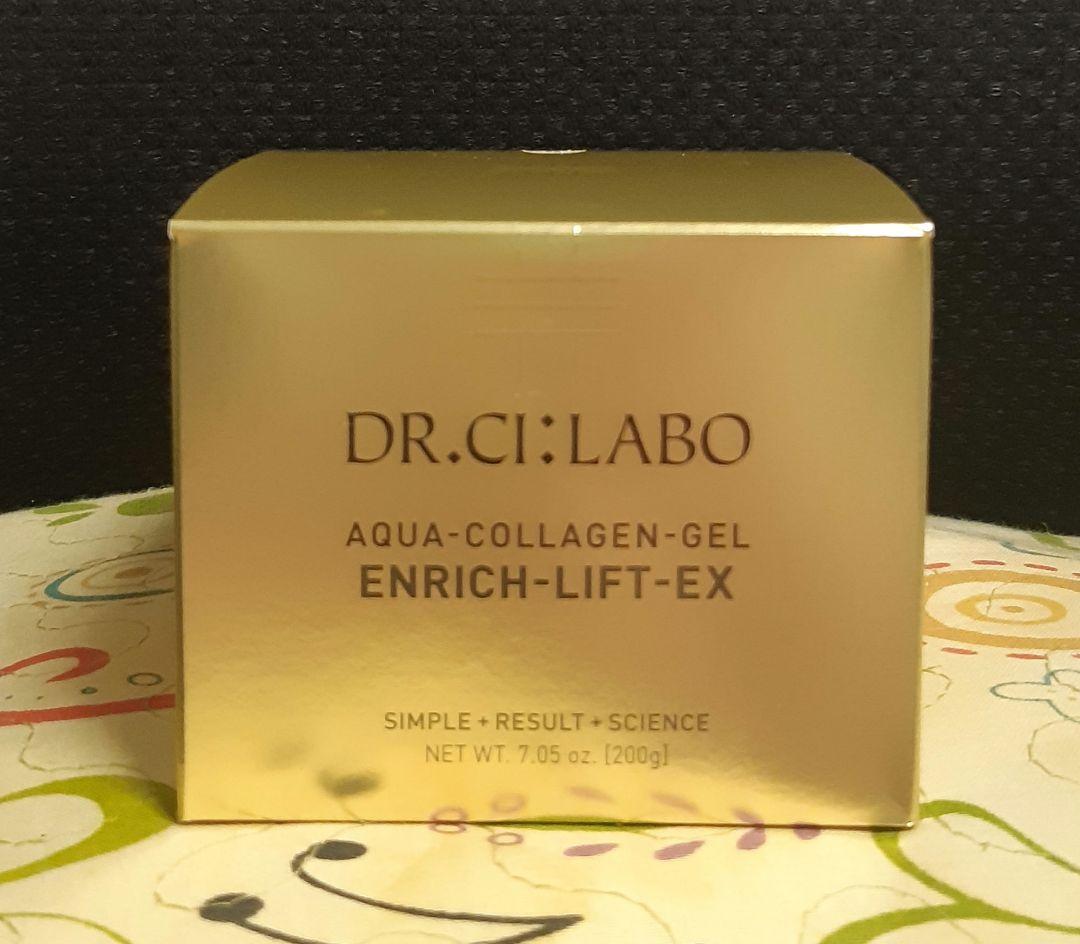 DR.CI:LABO
AQUA-COLLAGEN-GEL
ENRICH-LIFT-EX
SIMPLE + RESULT + SCIENCE
NET WT. 7.05 oz. [200g]